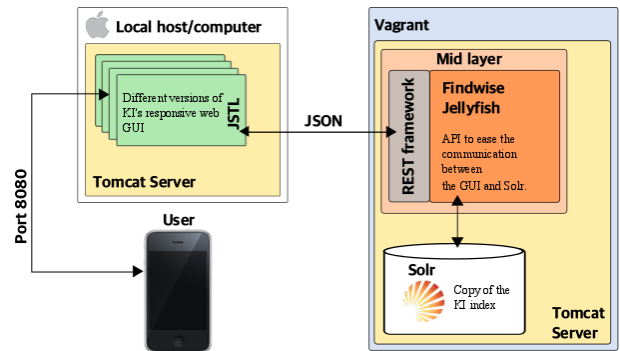 Local host/computer
Different versions of
KI's responsive web
GUI
JSTL
Tomcat Server
Port 8080
User
JSON
Vagrant
Mid layer
REST framework
Findwise
Jellyfish
API to ease the
communication
between
the GUI and Solr.
Solr
Copy of the
KI index
Tomcat
Server